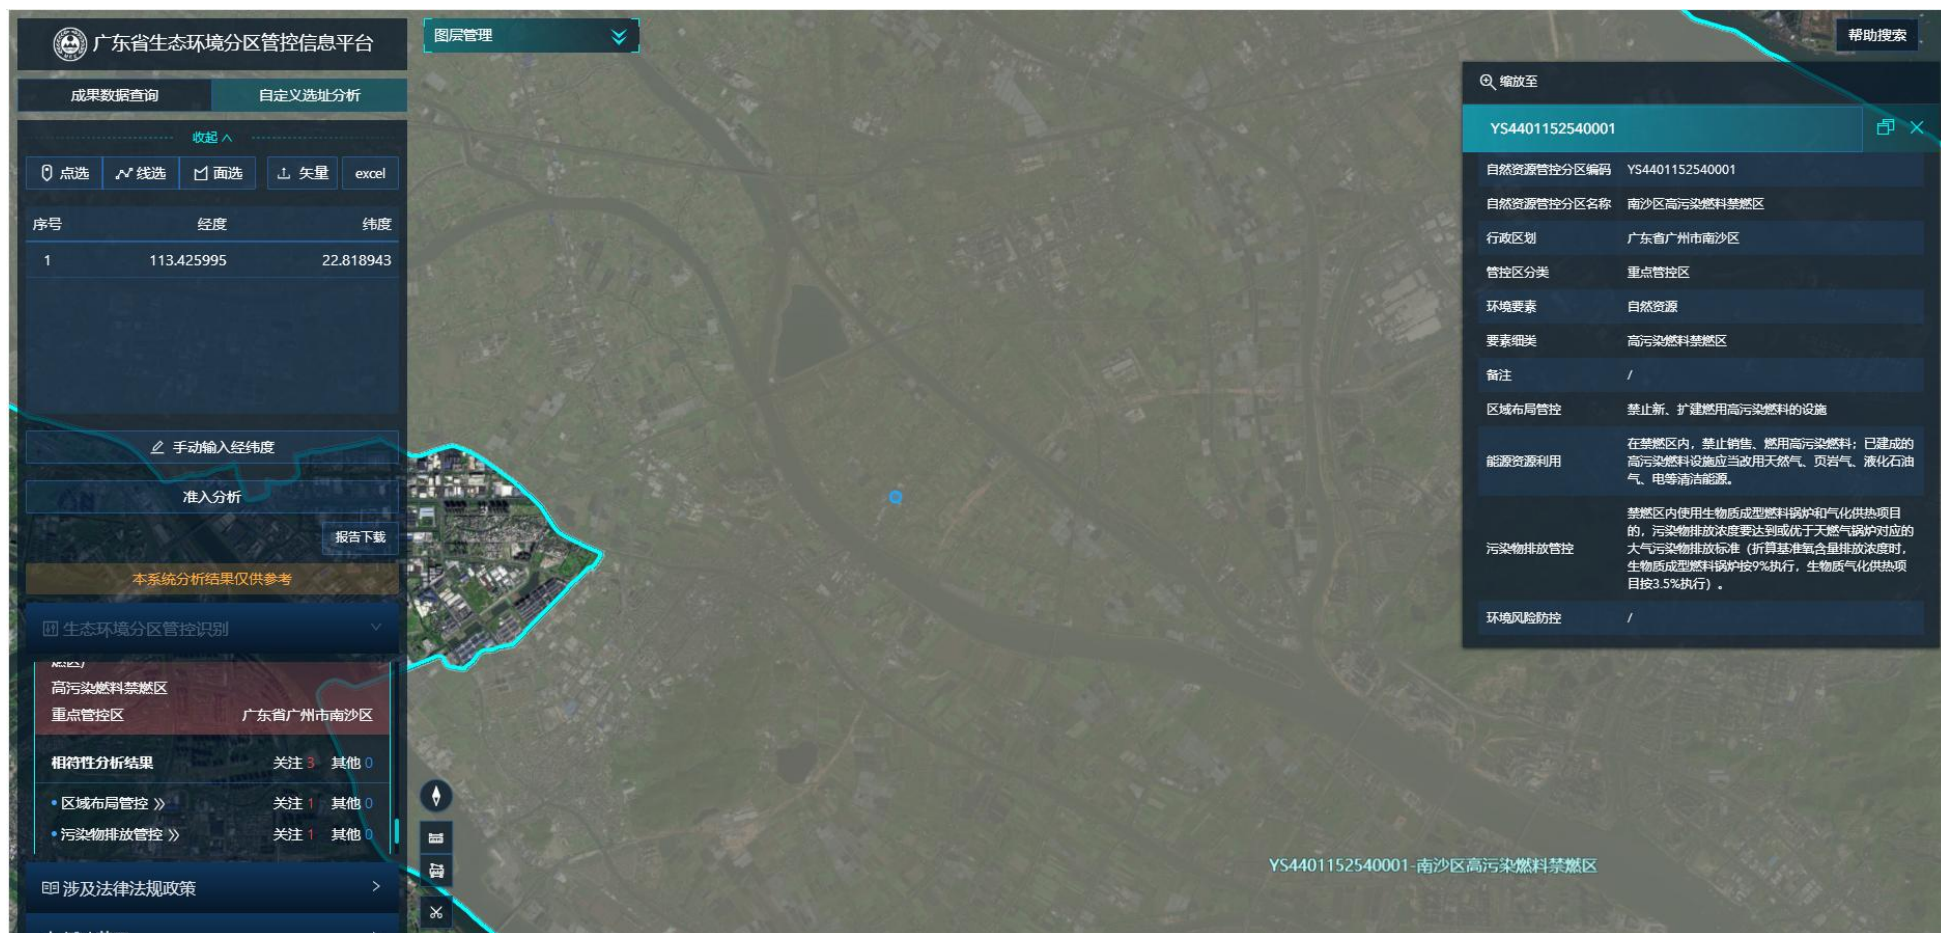 广东省生态环境分区管控信息平台
成果数据查询 自定义选址分析
收起
点选 线选 面选 矢量 excel
序号 经度 纬度
1 113.425995 22.818943
手动输入经纬度
准入分析
报告下载
本系统分析结果仅供参考
生态环境分区管控识别
燃区)
高污染燃料禁燃区
重点管控区 广东省广州市南沙区
相符性分析结果 关注 3 其他 0
区域布局管控 关注 1 其他 0
污染物排放管控 关注 1 其他 0
涉及法律法规政策
图层管理
YS4401152540001-南沙区高污染燃料禁燃区
帮助搜索
缩放至
YS4401152540001
自然资源管控分区编码 YS4401152540001
自然资源管控分区名称 南沙区高污染燃料禁燃区
行政区划 广东省广州市南沙区
管控区分类 重点管控区
环境要素 自然资源
要素细类 高污染燃料禁燃区
备注 /
区域布局管控 禁止新、扩建燃用高污染燃料的设施
能源资源利用 在禁燃区内，禁止销售、燃用高污染燃料；已建成的
高污染燃料设施应当改用天然气、页岩气、液化石油
气、电等清洁能源。
污染物排放管控 禁燃区内使用生物质成型燃料锅炉和气化供热项目
的，污染物排放浓度要达到或优于天燃气锅炉对应的
大气污染物排放标准（折算基准氧含量排放浓度时，
生物质成型燃料锅炉按9%执行，生物质气化供热项
目按3.5%执行）。
环境风险防控 /